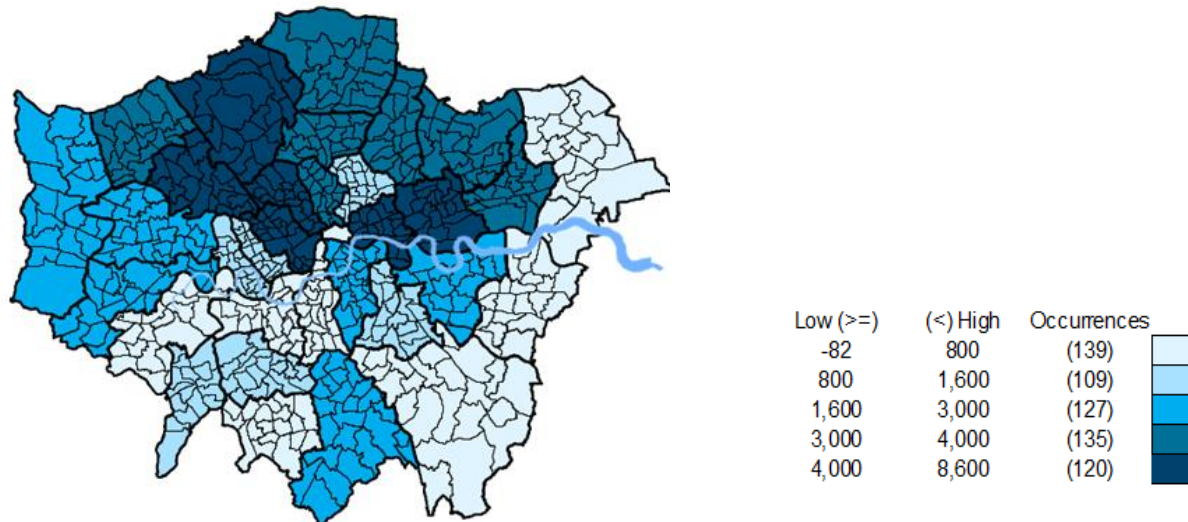 Low (>=) (<) High Occurrences
-82 800 (139)
800 1,600 (109)
1,600 3,000 (127)
3,000 4,000 (135)
4,000 8,600 (120)